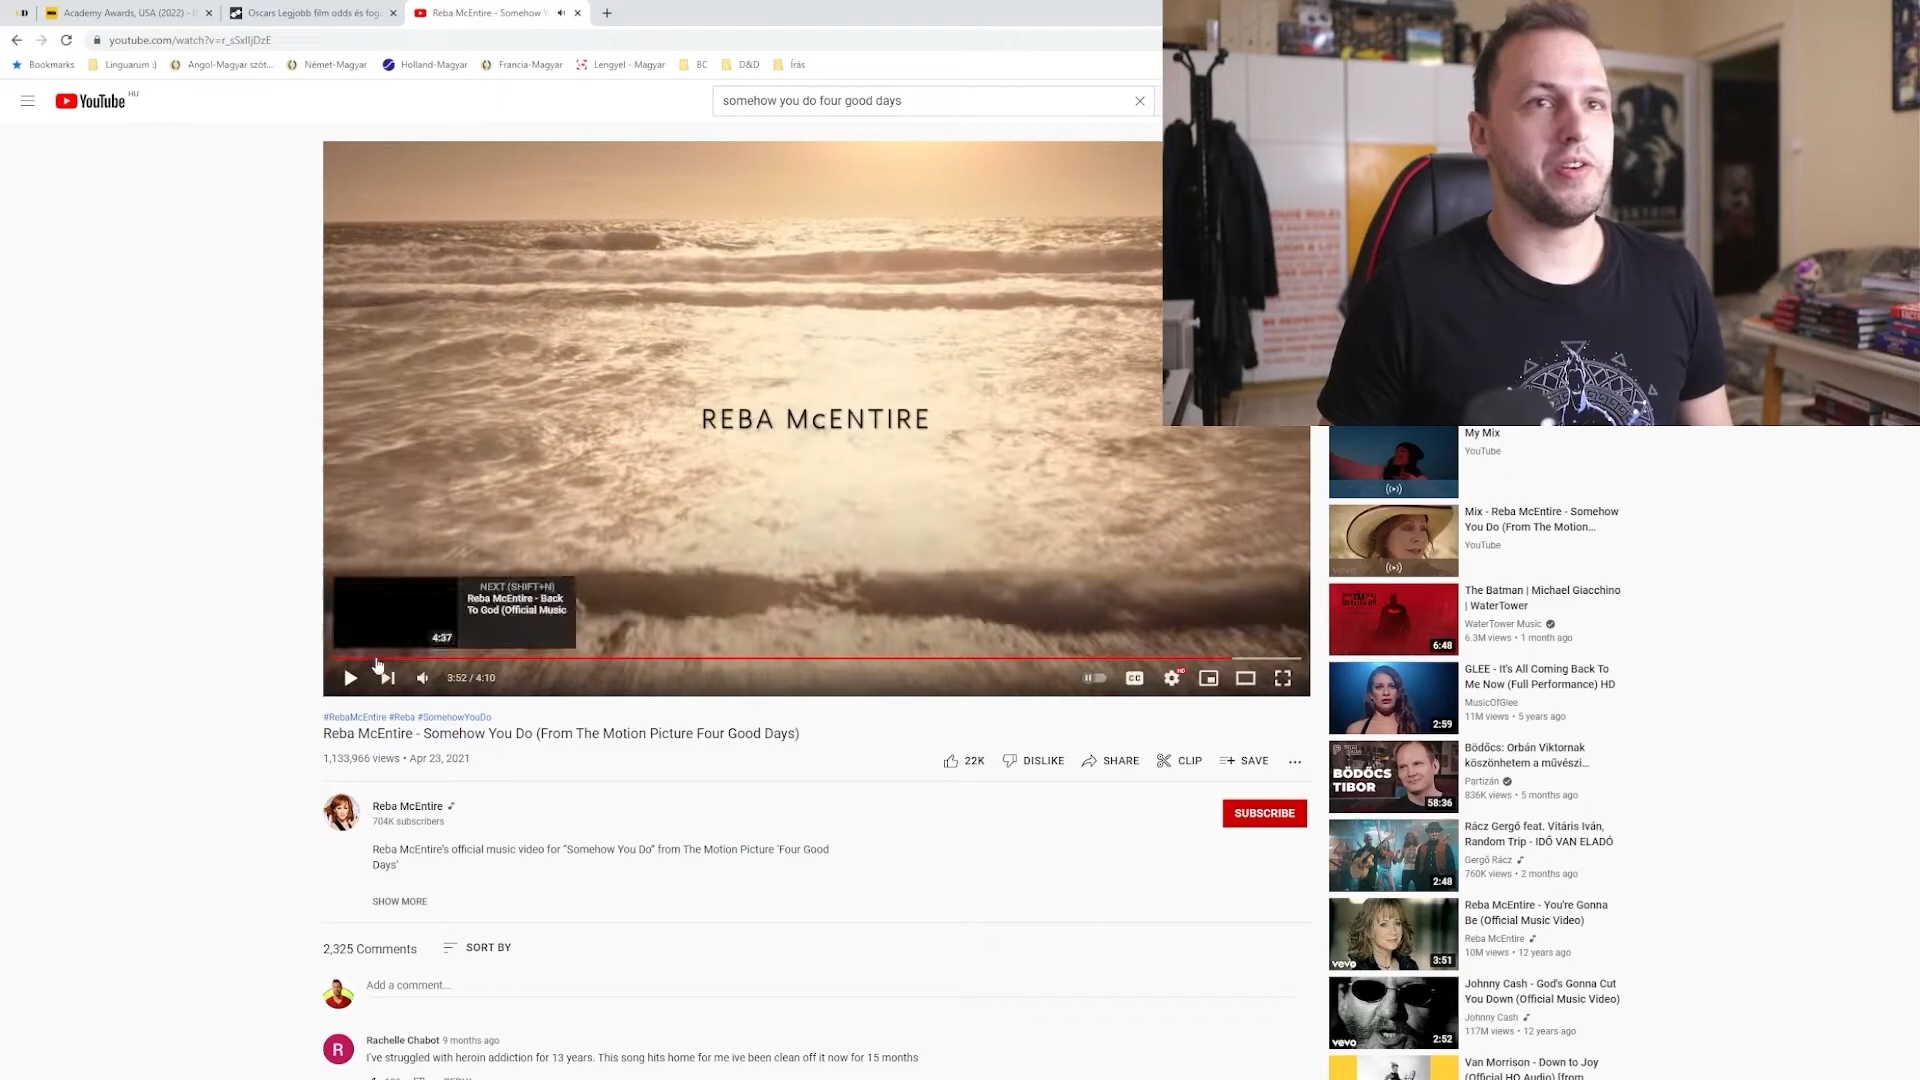 Academy Awards, USA (2022) -
Oscars Legjobb film odds és fog
Reba McEntire - Somehow Y
youtube.com/watch?v=r_sSxlIjDzE
Bookmarks
Linguarum :)
Angol-Magyar szót...
Német-Magyar
Holland-Magyar
Francia-Magyar
Lengyel - Magyar
BC
D&D
Írás
YouTube HU
somehow you do four good days
REBA McENTIRE
NEXT (SHIFT+N)
Reba McEntire - Back
To God (Official Music
4:37
3:52 / 4:10
CC
HD
#RebaMcEntire #Reba #SomehowYouDo
Reba McEntire - Somehow You Do (From The Motion Picture Four Good Days)
1,133,966 views • Apr 23, 2021
22K
DISLIKE
SHARE
CLIP
SAVE
Reba McEntire
704K subscribers
SUBSCRIBE
Reba McEntire's official music video for “Somehow You Do” from The Motion Picture 'Four Good
Days'
SHOW MORE
2,325 Comments
SORT BY
Add a comment...
R
Rachelle Chabot 9 months ago
I've struggled with heroin addiction for 13 years. This song hits home for me ive been clean off it now for 15 months
My Mix
YouTube
Mix - Reba McEntire - Somehow
You Do (From The Motion...
YouTube
The Batman | Michael Giacchino
| WaterTower
WaterTower Music
6.3M views • 1 month ago
6:48
GLEE - It's All Coming Back To
Me Now (Full Performance) HD
MusicOfGlee
11M views • 5 years ago
2:59
Bödőcs: Orbán Viktornak
köszönhetem a művészi...
Partizán
836K views • 5 months ago
BÖDŐCS
TIBOR
58:36
Rácz Gergő feat. Vitáris Iván,
Random Trip - IDŐ VAN ELADÓ
Gergő Rácz
760K views • 2 months ago
2:48
Reba McEntire - You're Gonna
Be (Official Music Video)
Reba McEntire
10M views • 12 years ago
vevo
3:51
Johnny Cash - God's Gonna Cut
You Down (Official Music Video)
Johnny Cash
117M views • 12 years ago
vevo
2:52
Van Morrison - Down to Joy
(Official HQ Audio) [from